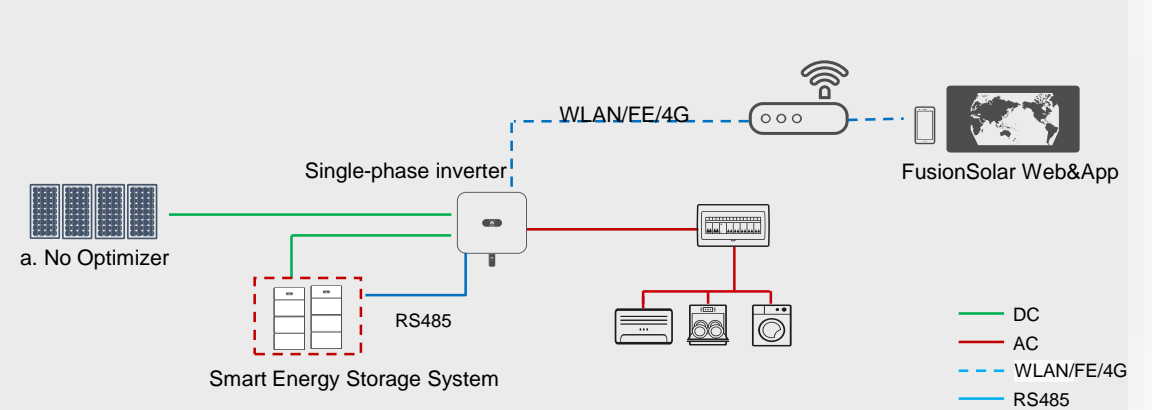 WLAN/FE/4G
Single-phase inverter
FusionSolar Web&App
a. No Optimizer
RS485
Smart Energy Storage System
DC
AC
WLAN/FE/4G
RS485